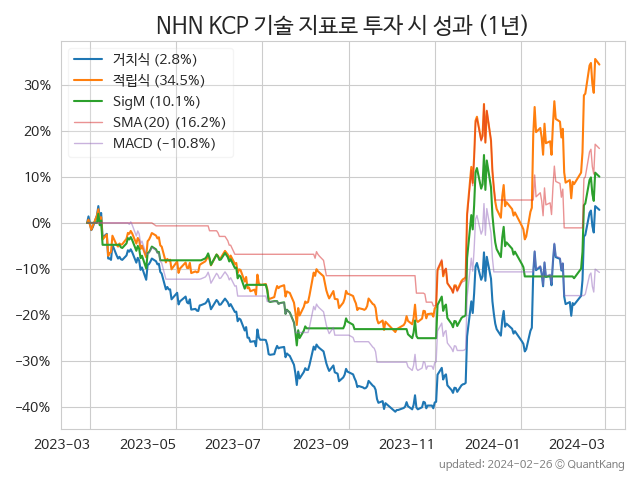 NHN KCP 기술 지표로 투자 시 성과 (1년)
거치식 (2.8%)
적립식 (34.5%)
SigM (10.1%)
SMA(20) (16.2%)
MACD (−10.8%)
30%
20%
10%
0%
−10%
−20%
−30%
−40%
2023−03 2023−05 2023−07 2023−09 2023−11 2024−01 2024−03
updated: 2024−02−26 © QuantKang